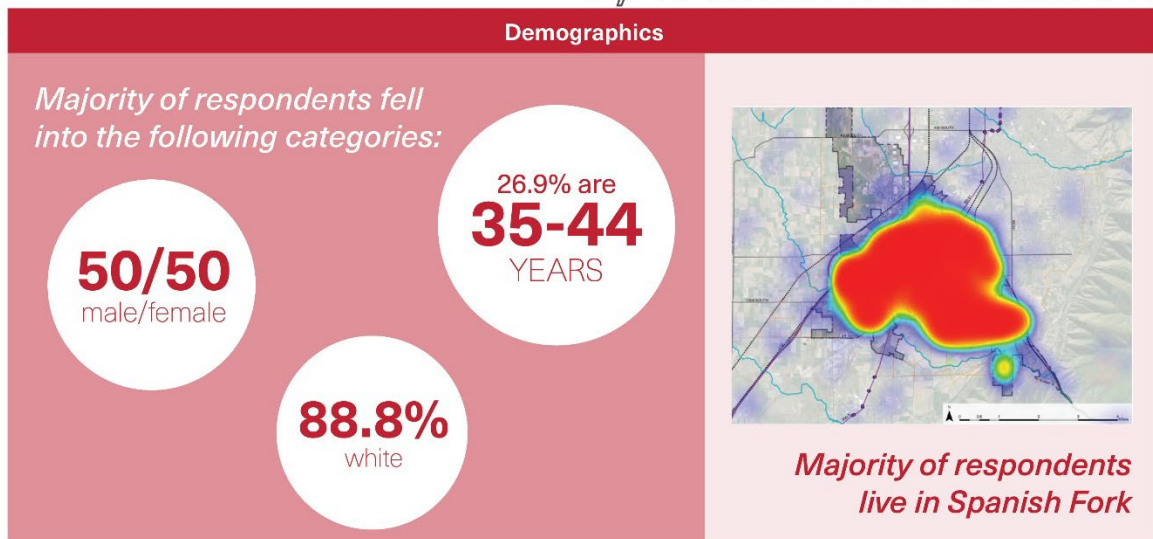 Demographics
Majority of respondents fell
into the following categories:
26.9% are
35-44
YEARS
50/50
male/female
88.8%
white
Majority of respondents
live in Spanish Fork